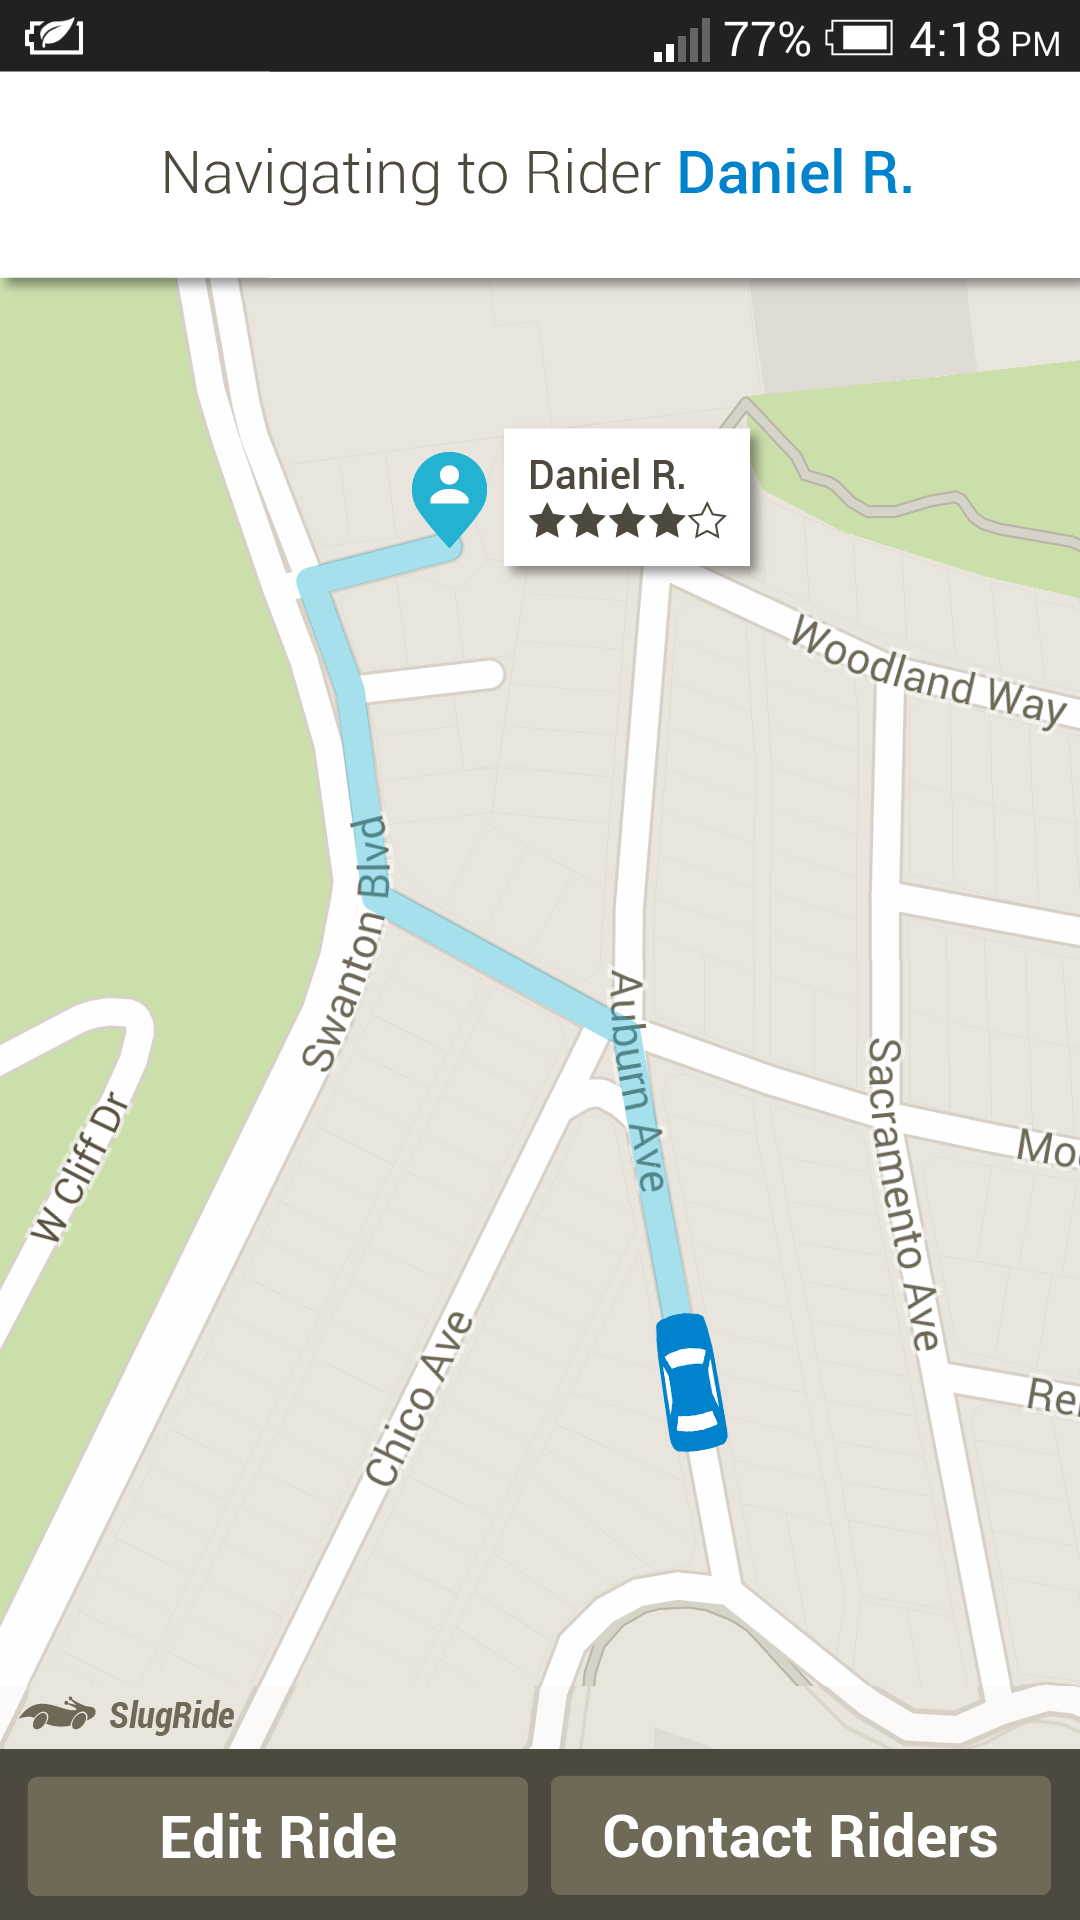 77% 4:18 PM
Navigating to Rider Daniel R.
Daniel R.
Woodland Way
Swanton Blvd
Auburn Ave
Sacramento Ave
W Cliff Dr
Chico Ave
SlugRide
Edit Ride
Contact Riders